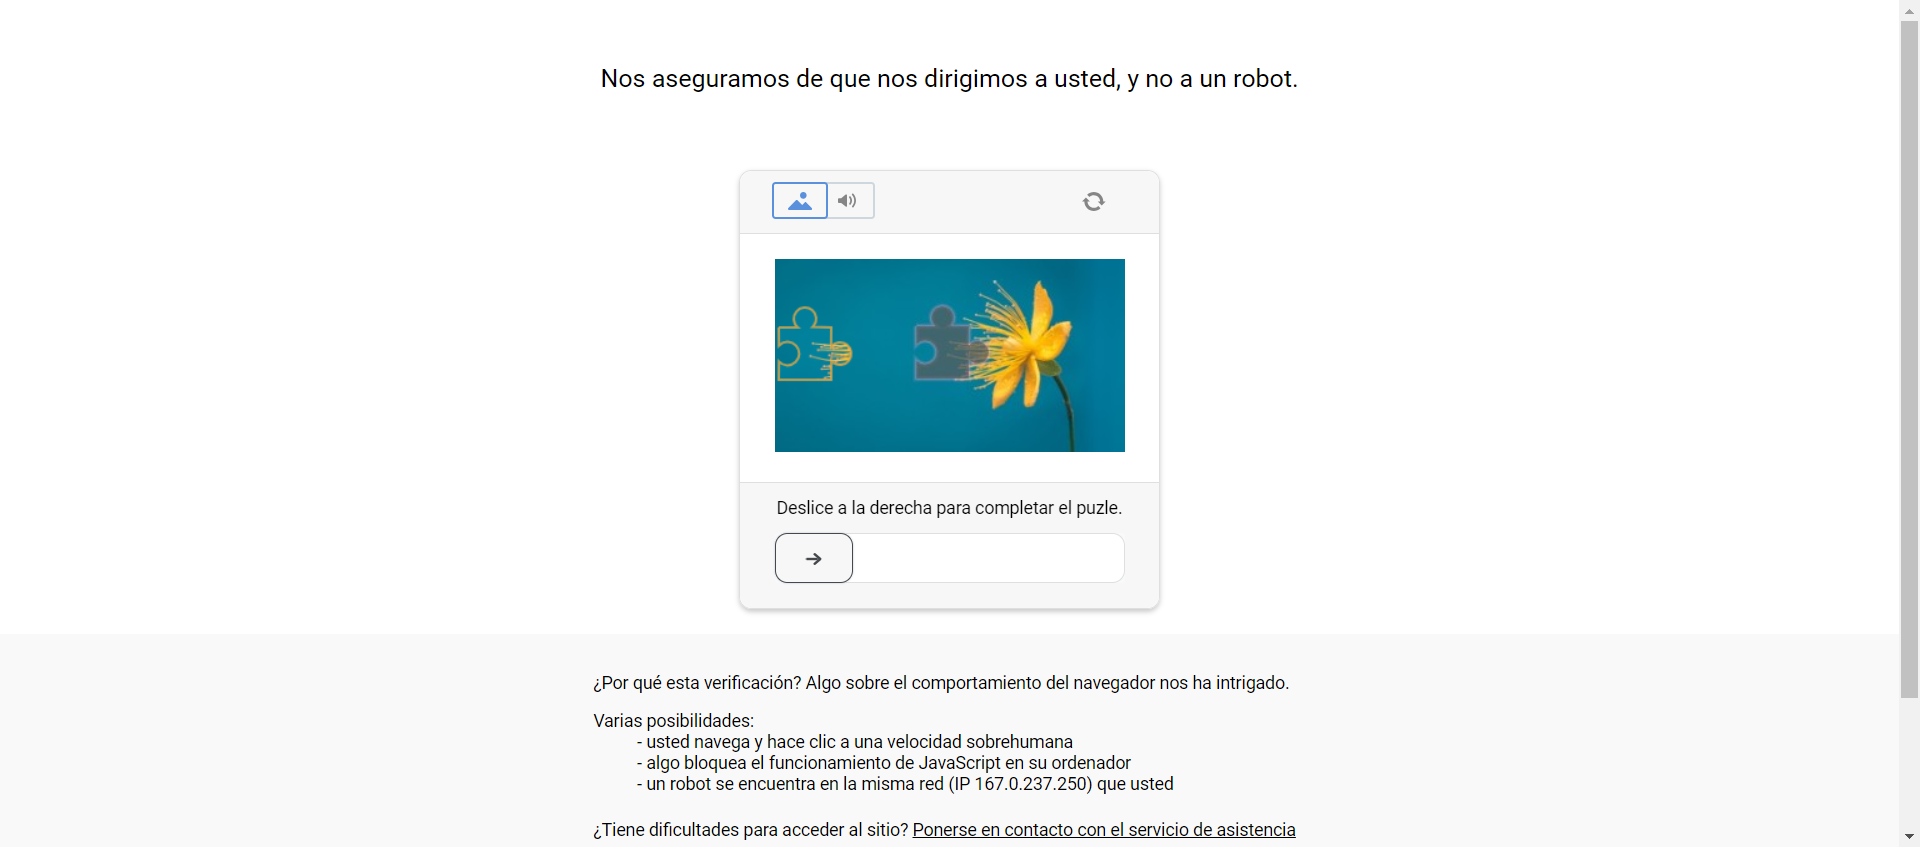 Nos aseguramos de que nos dirigimos a usted, y no a un robot.
Deslice a la derecha para completar el puzle.
¿Por qué esta verificación? Algo sobre el comportamiento del navegador nos ha intrigado.
Varias posibilidades:
- usted navega y hace clic a una velocidad sobrehumana
- algo bloquea el funcionamiento de JavaScript en su ordenador
- un robot se encuentra en la misma red (IP 167.0.237.250) que usted
¿Tiene dificultades para acceder al sitio? Ponerse en contacto con el servicio de asistencia